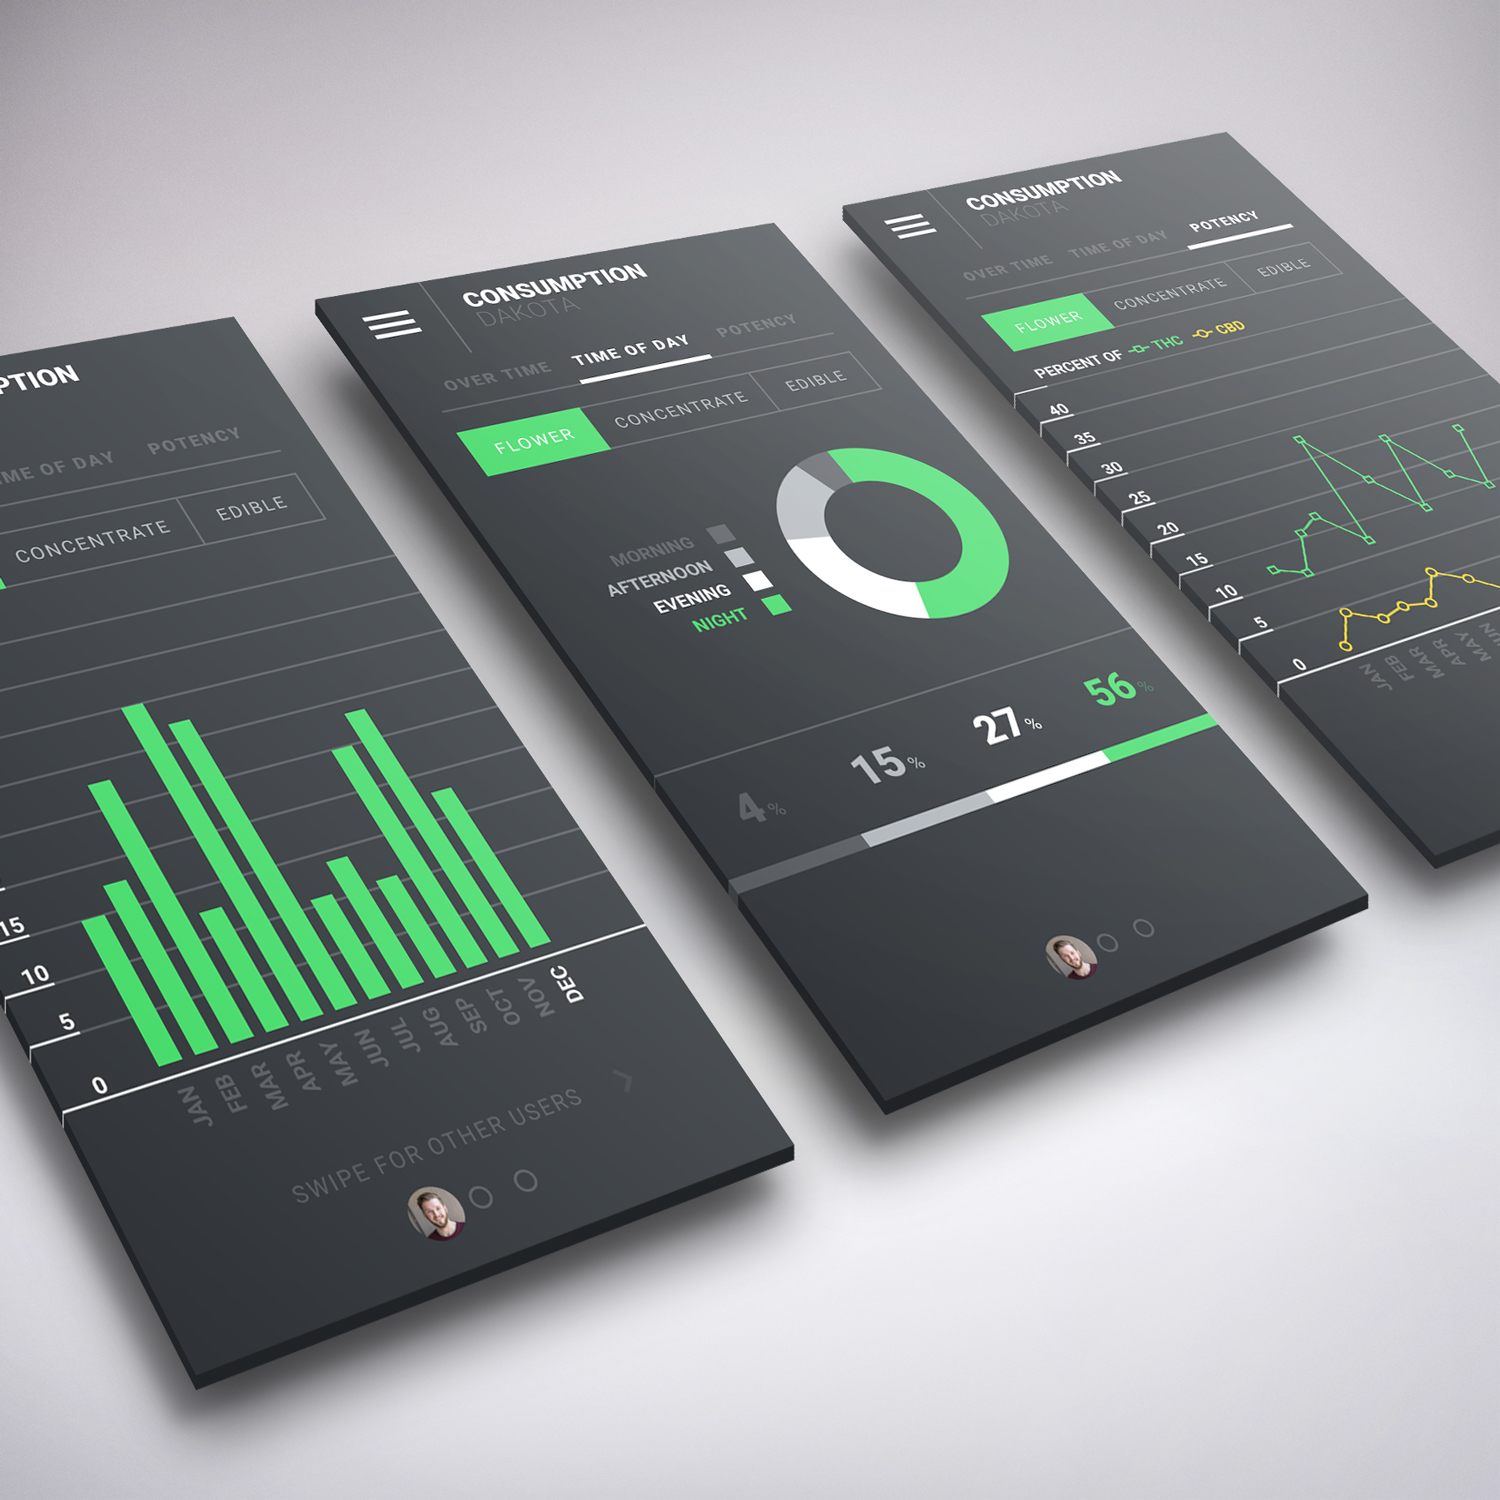 PTION
ME OF DAY POTENCY
CONCENTRATE EDIBLE
15
10
5
0
JAN FEB MAR APR MAY JUN JUL AUG SEP OCT NOV DEC
SWIPE FOR OTHER USERS
CONSUMPTION
DAKOTA
OVER TIME TIME OF DAY POTENCY
FLOWER CONCENTRATE EDIBLE
MORNING
AFTERNOON
EVENING
NIGHT
4% 15% 27% 56%
CONSUMPTION
DAKOTA
OVER TIME TIME OF DAY POTENCY
FLOWER CONCENTRATE EDIBLE
PERCENT OF THC CBD
40
35
30
25
20
15
10
5
0
JAN FEB MAR APR MAY UN